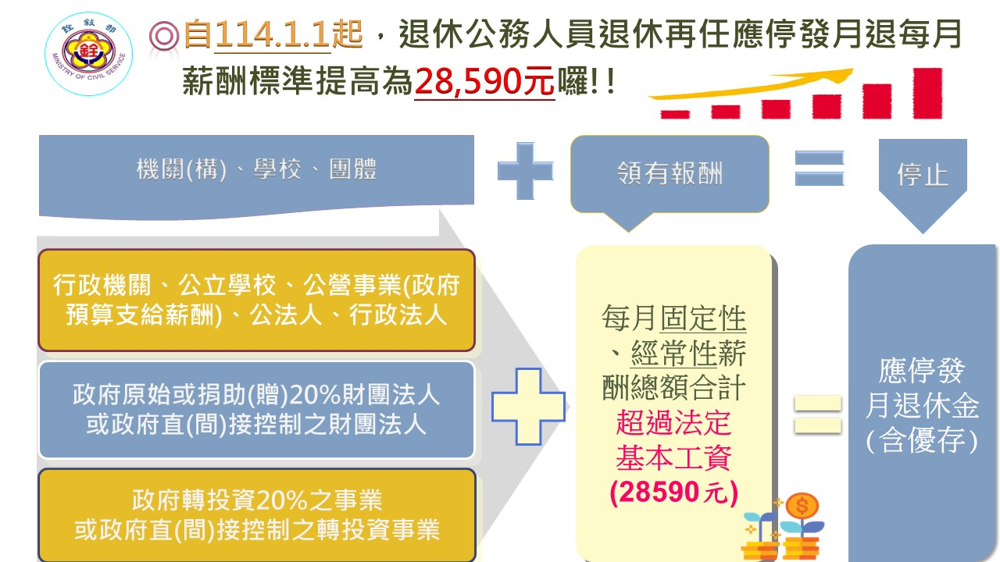 銓敍部
MINISTRY OF CIVIL SERVICE
銓
◎自114.1.1起，退休公務人員退休再任應停發月退每月
薪酬標準提高為28,590元囉!!
機關(構)、學校、團體
領有報酬
停止
行政機關、公立學校、公營事業(政府
預算支給薪酬)、公法人、行政法人
政府原始或捐助(贈)20%財團法人
或政府直(間)接控制之財團法人
政府轉投資20%之事業
或政府直(間)接控制之轉投資事業
每月固定性
、經常性薪
酬總額合計
超過法定
基本工資
(28590元)
應停發
月退休金
(含優存)